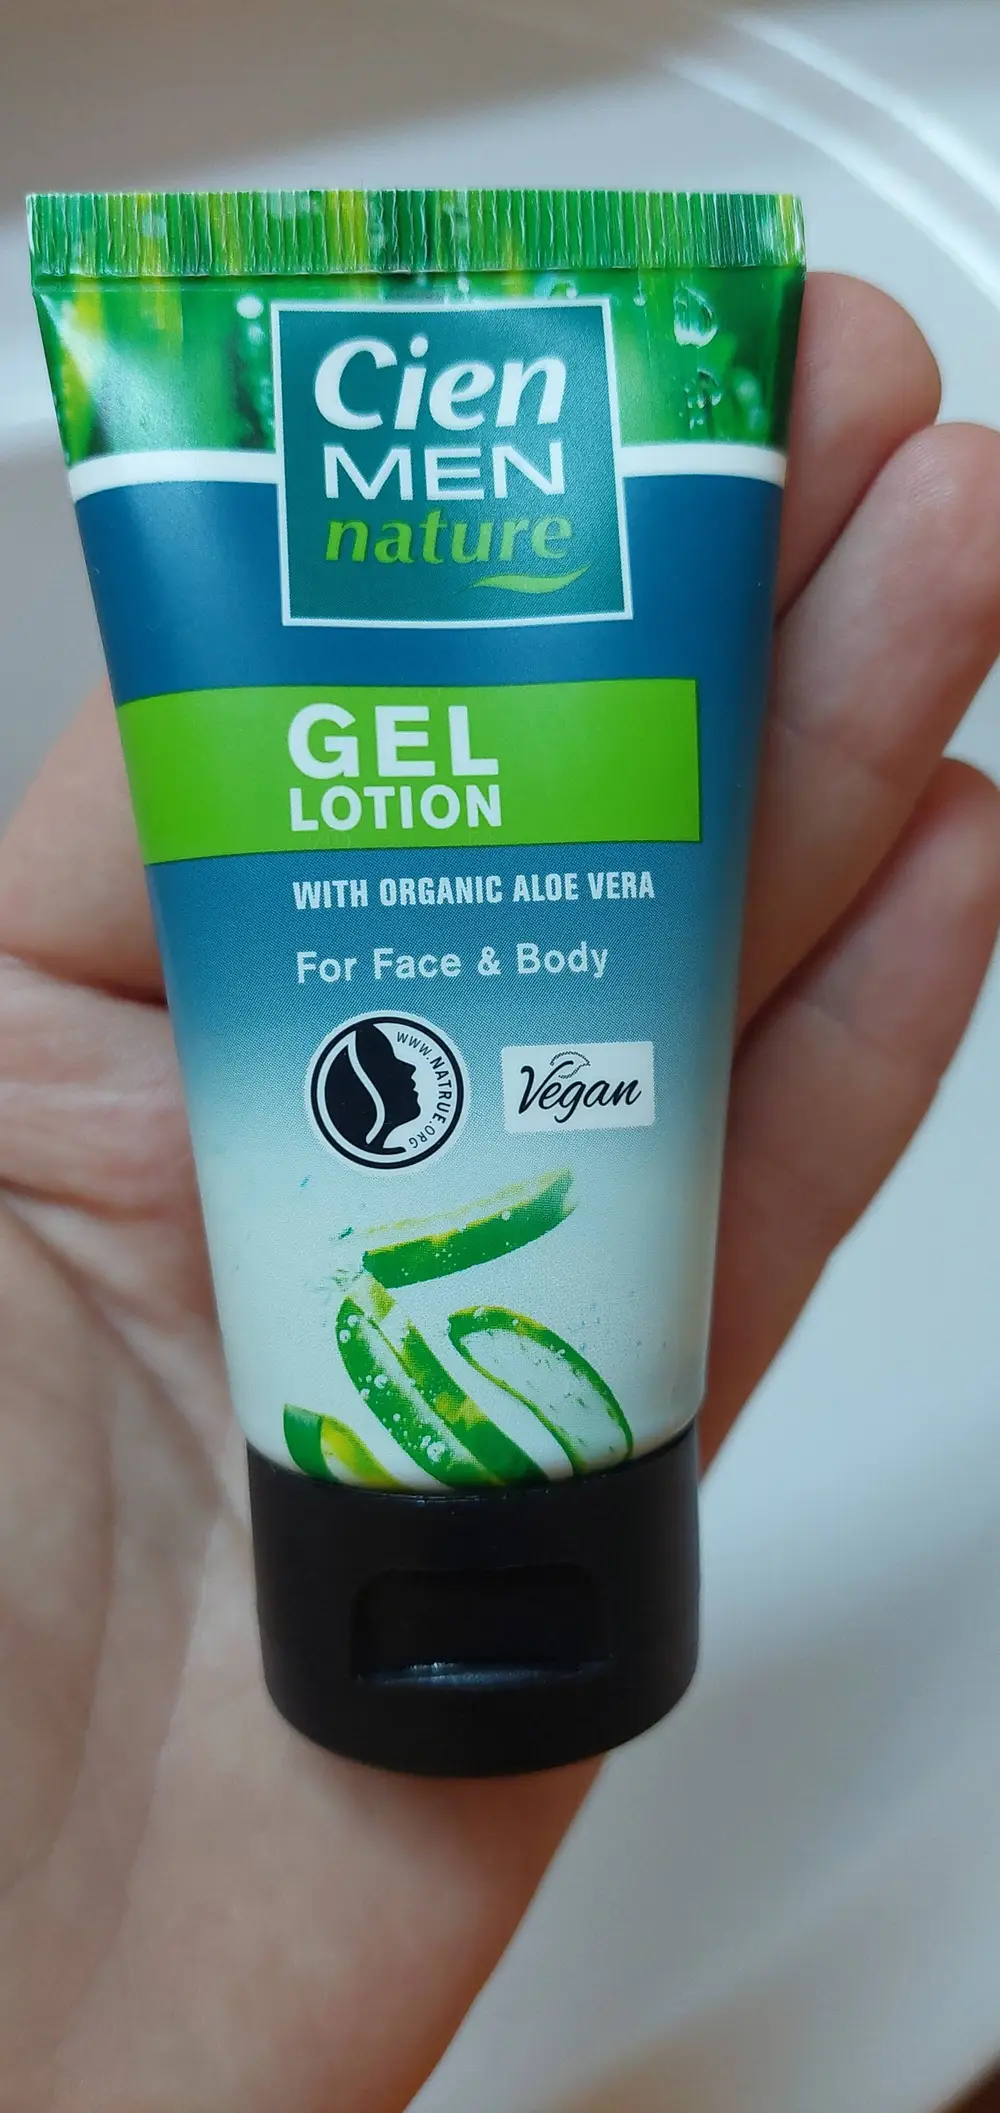 Cien
MEN
nature
GEL
LOTION
WITH ORGANIC ALOE VERA
For Face & Body
WWW.NATRUE.ORG
Vegan